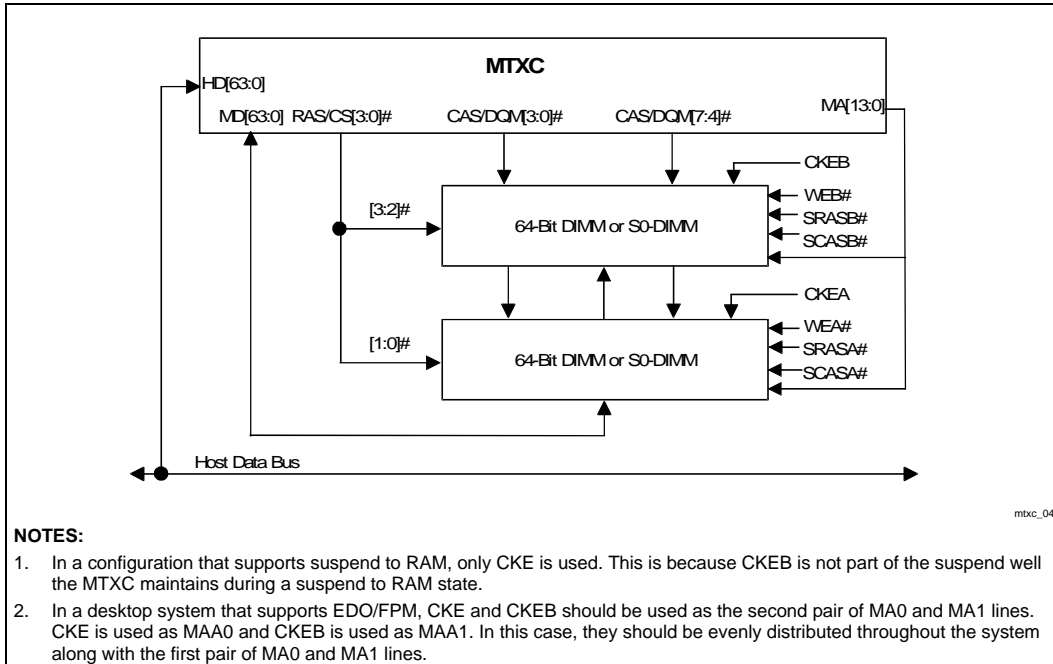 MTXC
HD[63:0]
MD[63:0] RAS/CS[3:0]# CAS/DQM[3:0]# CAS/DQM[7:4]# MA[13:0]
CKEB
[3:2]#
64-Bit DIMM or S0-DIMM
WEB#
SRASB#
SCASB#
CKEA
[1:0]#
64-Bit DIMM or S0-DIMM
WEA#
SRASA#
SCASA#
Host Data Bus
mtxc_04
NOTES:
1. In a configuration that supports suspend to RAM, only CKE is used. This is because CKEB is not part of the suspend well
the MTXC maintains during a suspend to RAM state.
2. In a desktop system that supports EDO/FPM, CKE and CKEB should be used as the second pair of MA0 and MA1 lines.
CKE is used as MAA0 and CKEB is used as MAA1. In this case, they should be evenly distributed throughout the system
along with the first pair of MA0 and MA1 lines.